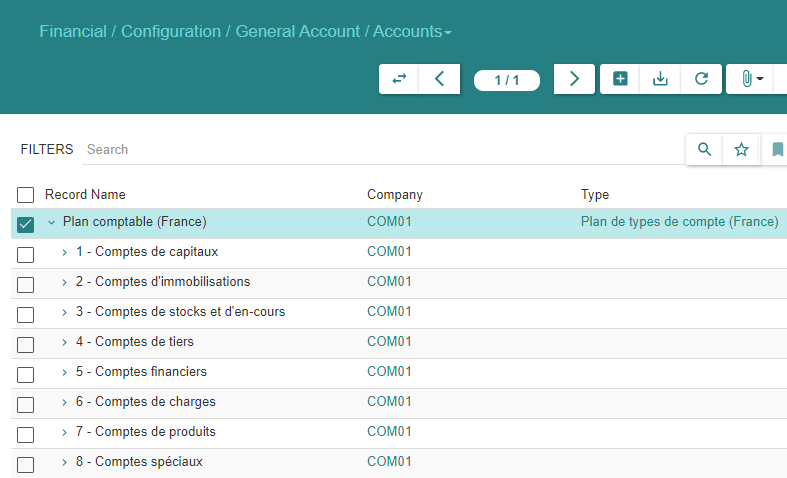 Financial / Configuration / General Account / Accounts
1 / 1
FILTERS Search
Record Name Company Type
Plan comptable (France) COM01 Plan de types de compte (France)
1 - Comptes de capitaux COM01
2 - Comptes d'immobilisations COM01
3 - Comptes de stocks et d'en-cours COM01
4 - Comptes de tiers COM01
5 - Comptes financiers COM01
6 - Comptes de charges COM01
7 - Comptes de produits COM01
8 - Comptes spéciaux COM01